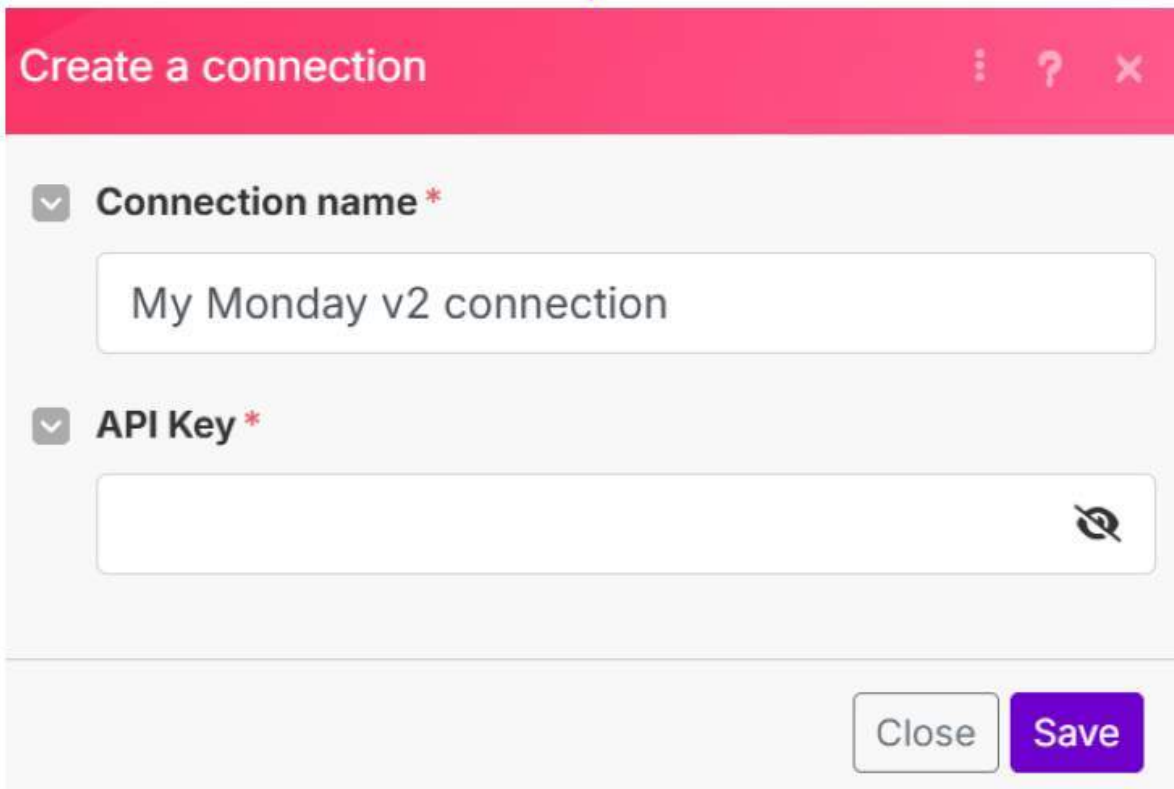 Create a connection
?
Connection name *
My Monday v2 connection
API Key *
Close Save